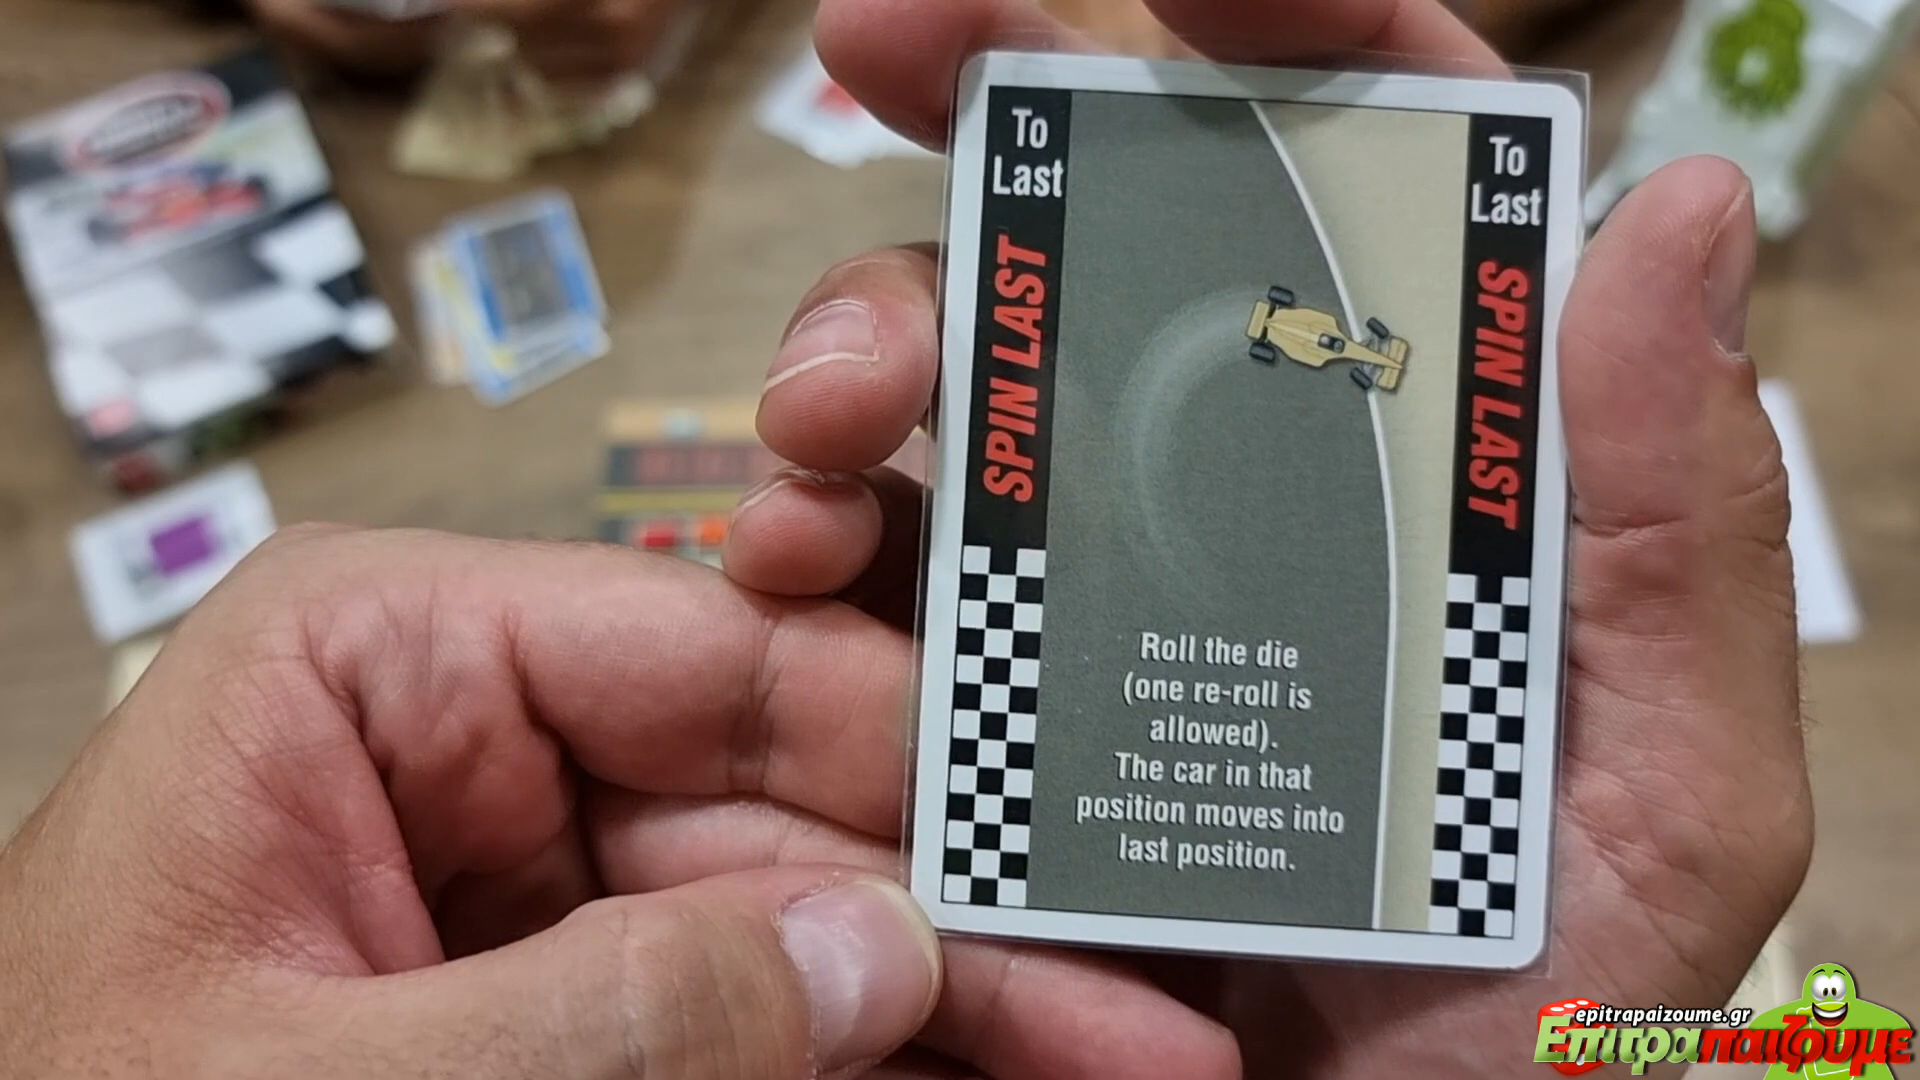 To
Last
SPIN LAST
To
Last
SPIN LAST
Roll the die
(one re-roll is
allowed).
The car in that
position moves into
last position.
epitrapaizoume.gr
Επιτραπαιζουμε